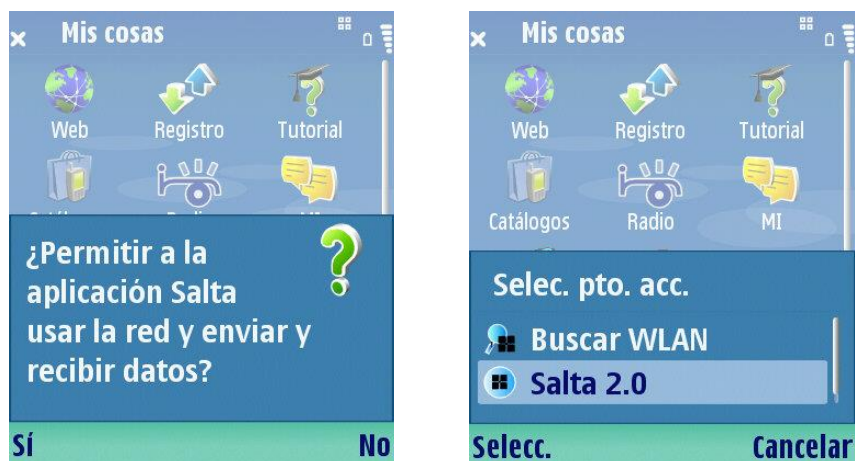 Mis cosas
Web Registro Tutorial
¿Permitir a la
aplicación Salta
usar la red y enviar y
recibir datos?
Sí No
Mis cosas
Web Registro Tutorial
Catálogos Radio MI
Selec. pto. acc.
Buscar WLAN
Salta 2.0
Selecc. Cancelar